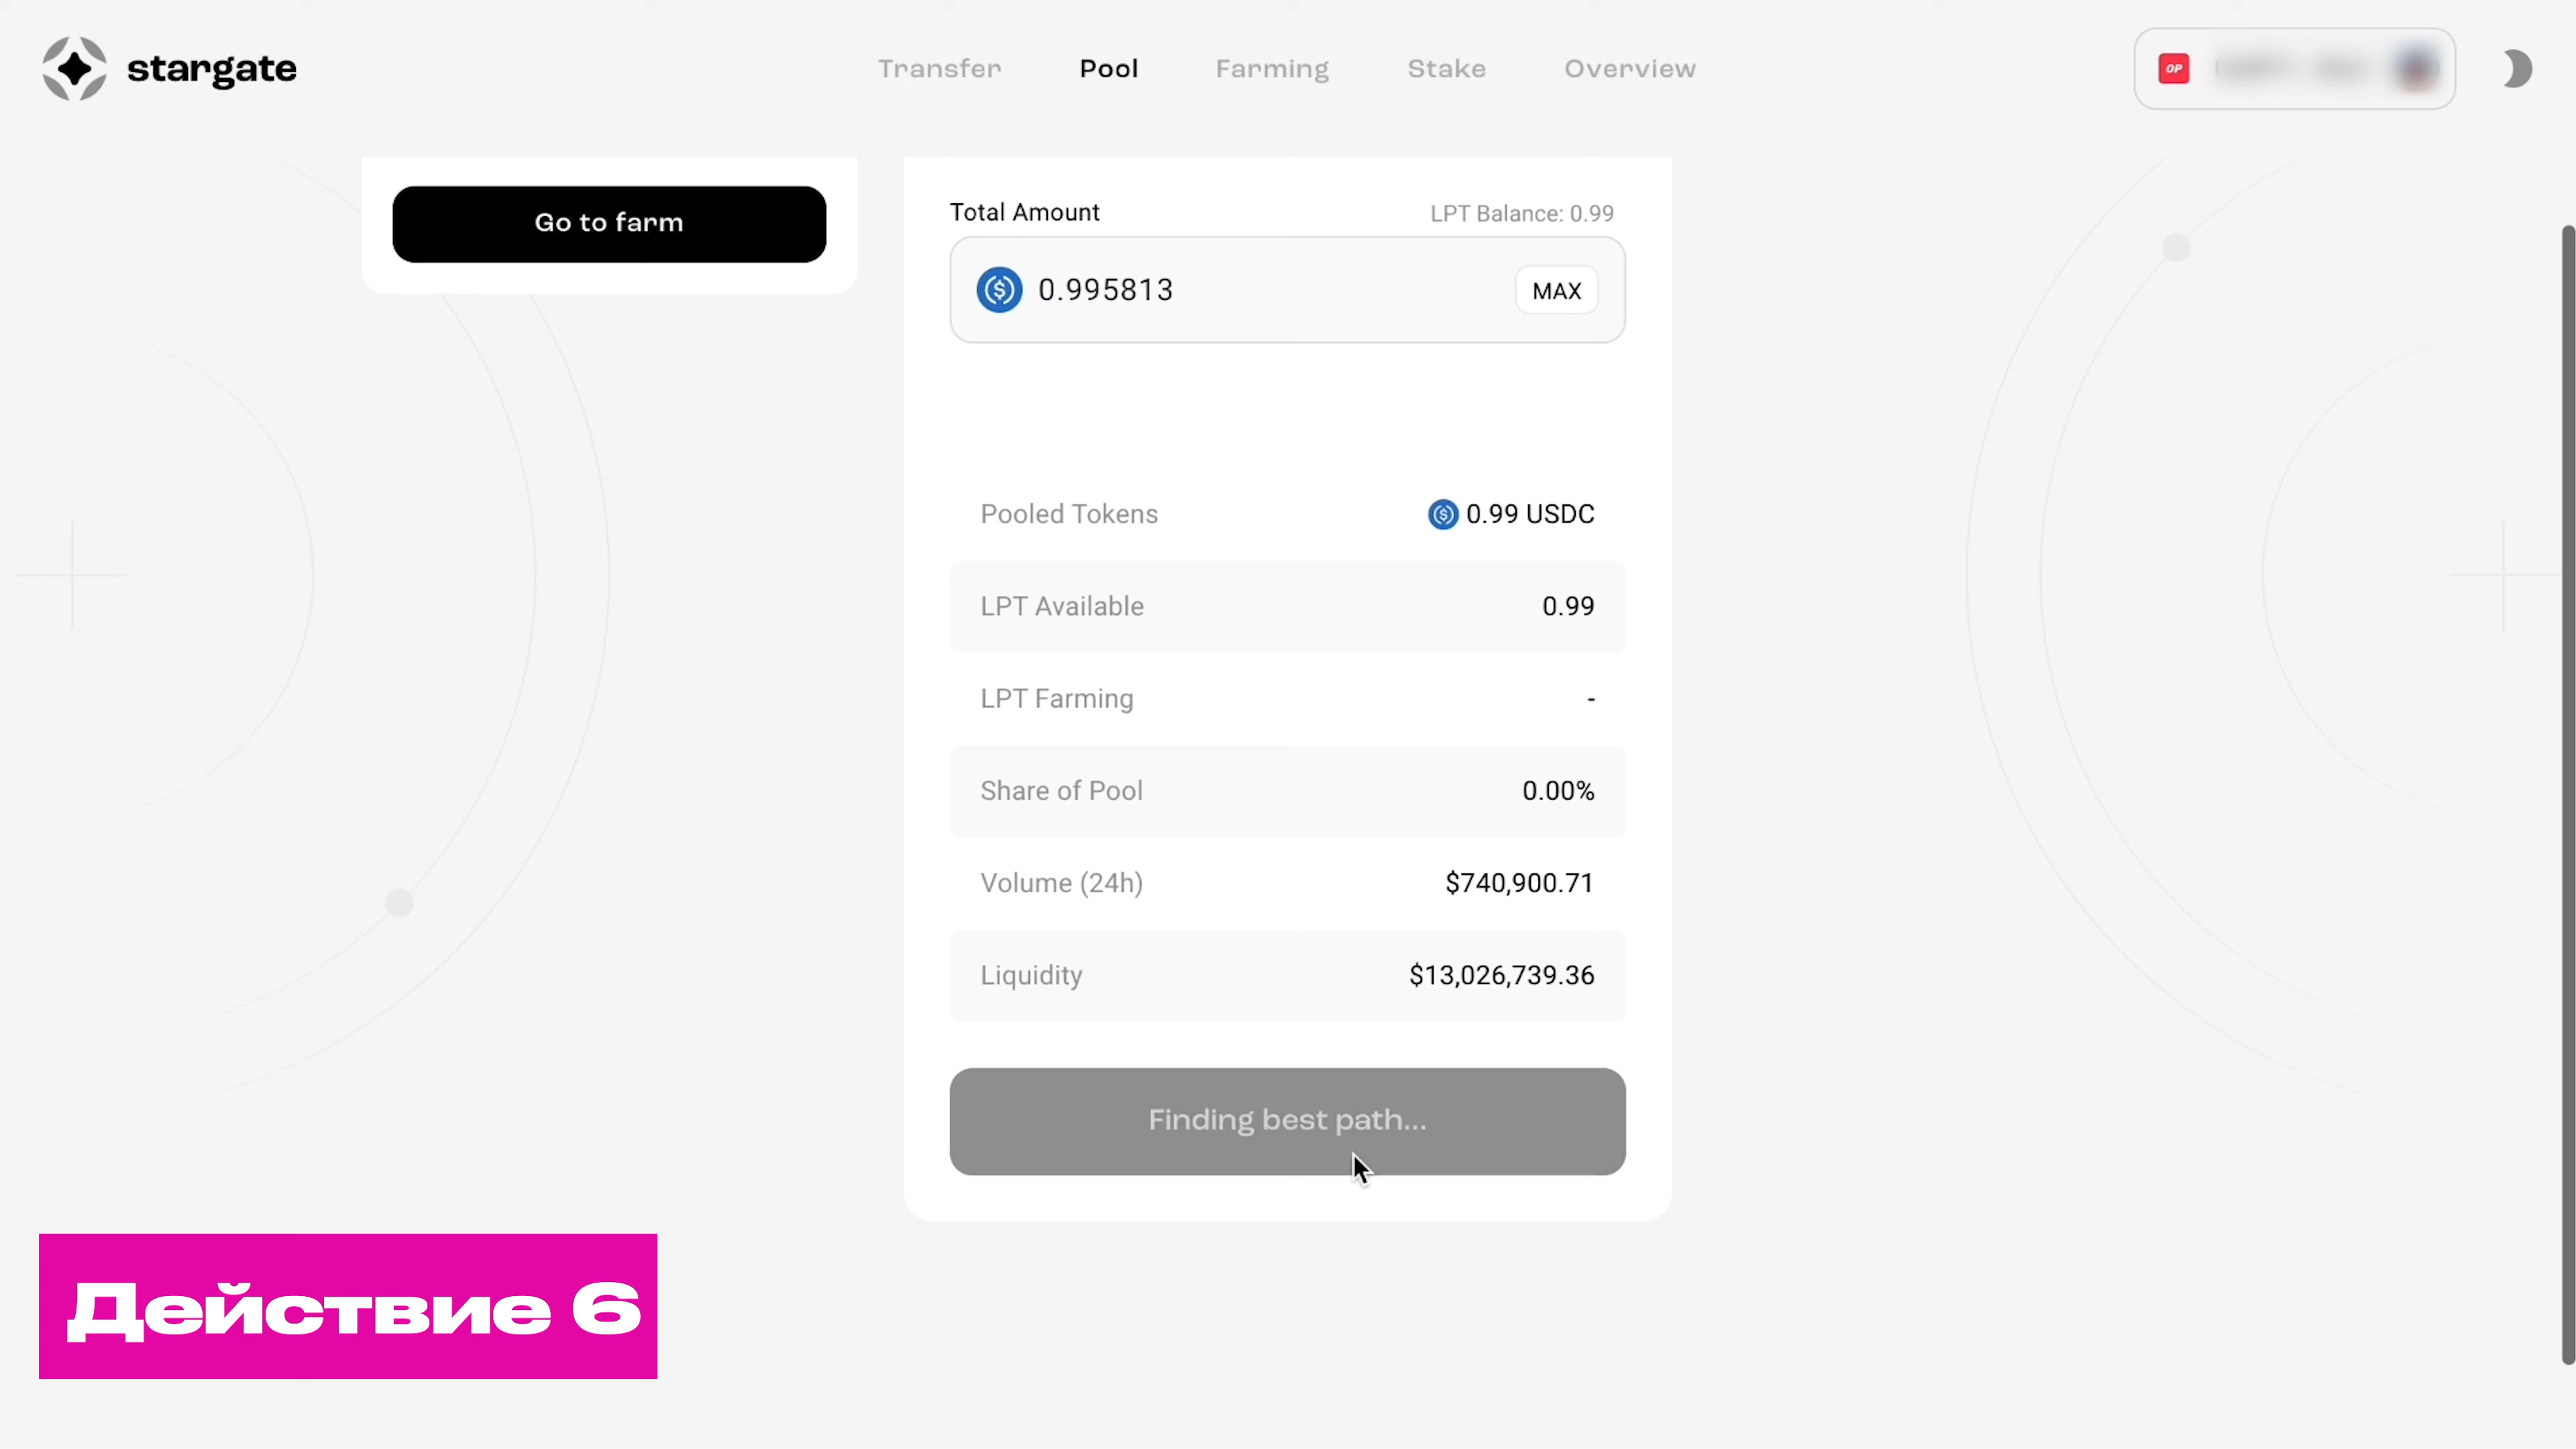 stargate
Transfer Pool Farming Stake Overview
OP
Go to farm
Total Amount LPT Balance: 0.99
0.995813 MAX
Pooled Tokens 0.99 USDC
LPT Available 0.99
LPT Farming -
Share of Pool 0.00%
Volume (24h) $740,900.71
Liquidity $13,026,739.36
Finding best path...
Действие 6